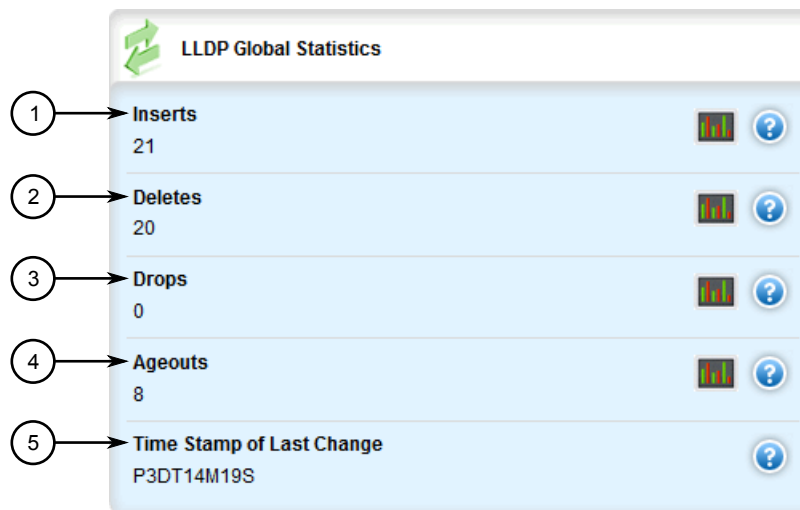 LLDP Global Statistics
1 Inserts
21
2 Deletes
20
3 Drops
0
4 Ageouts
8
5 Time Stamp of Last Change
P3DT14M19S